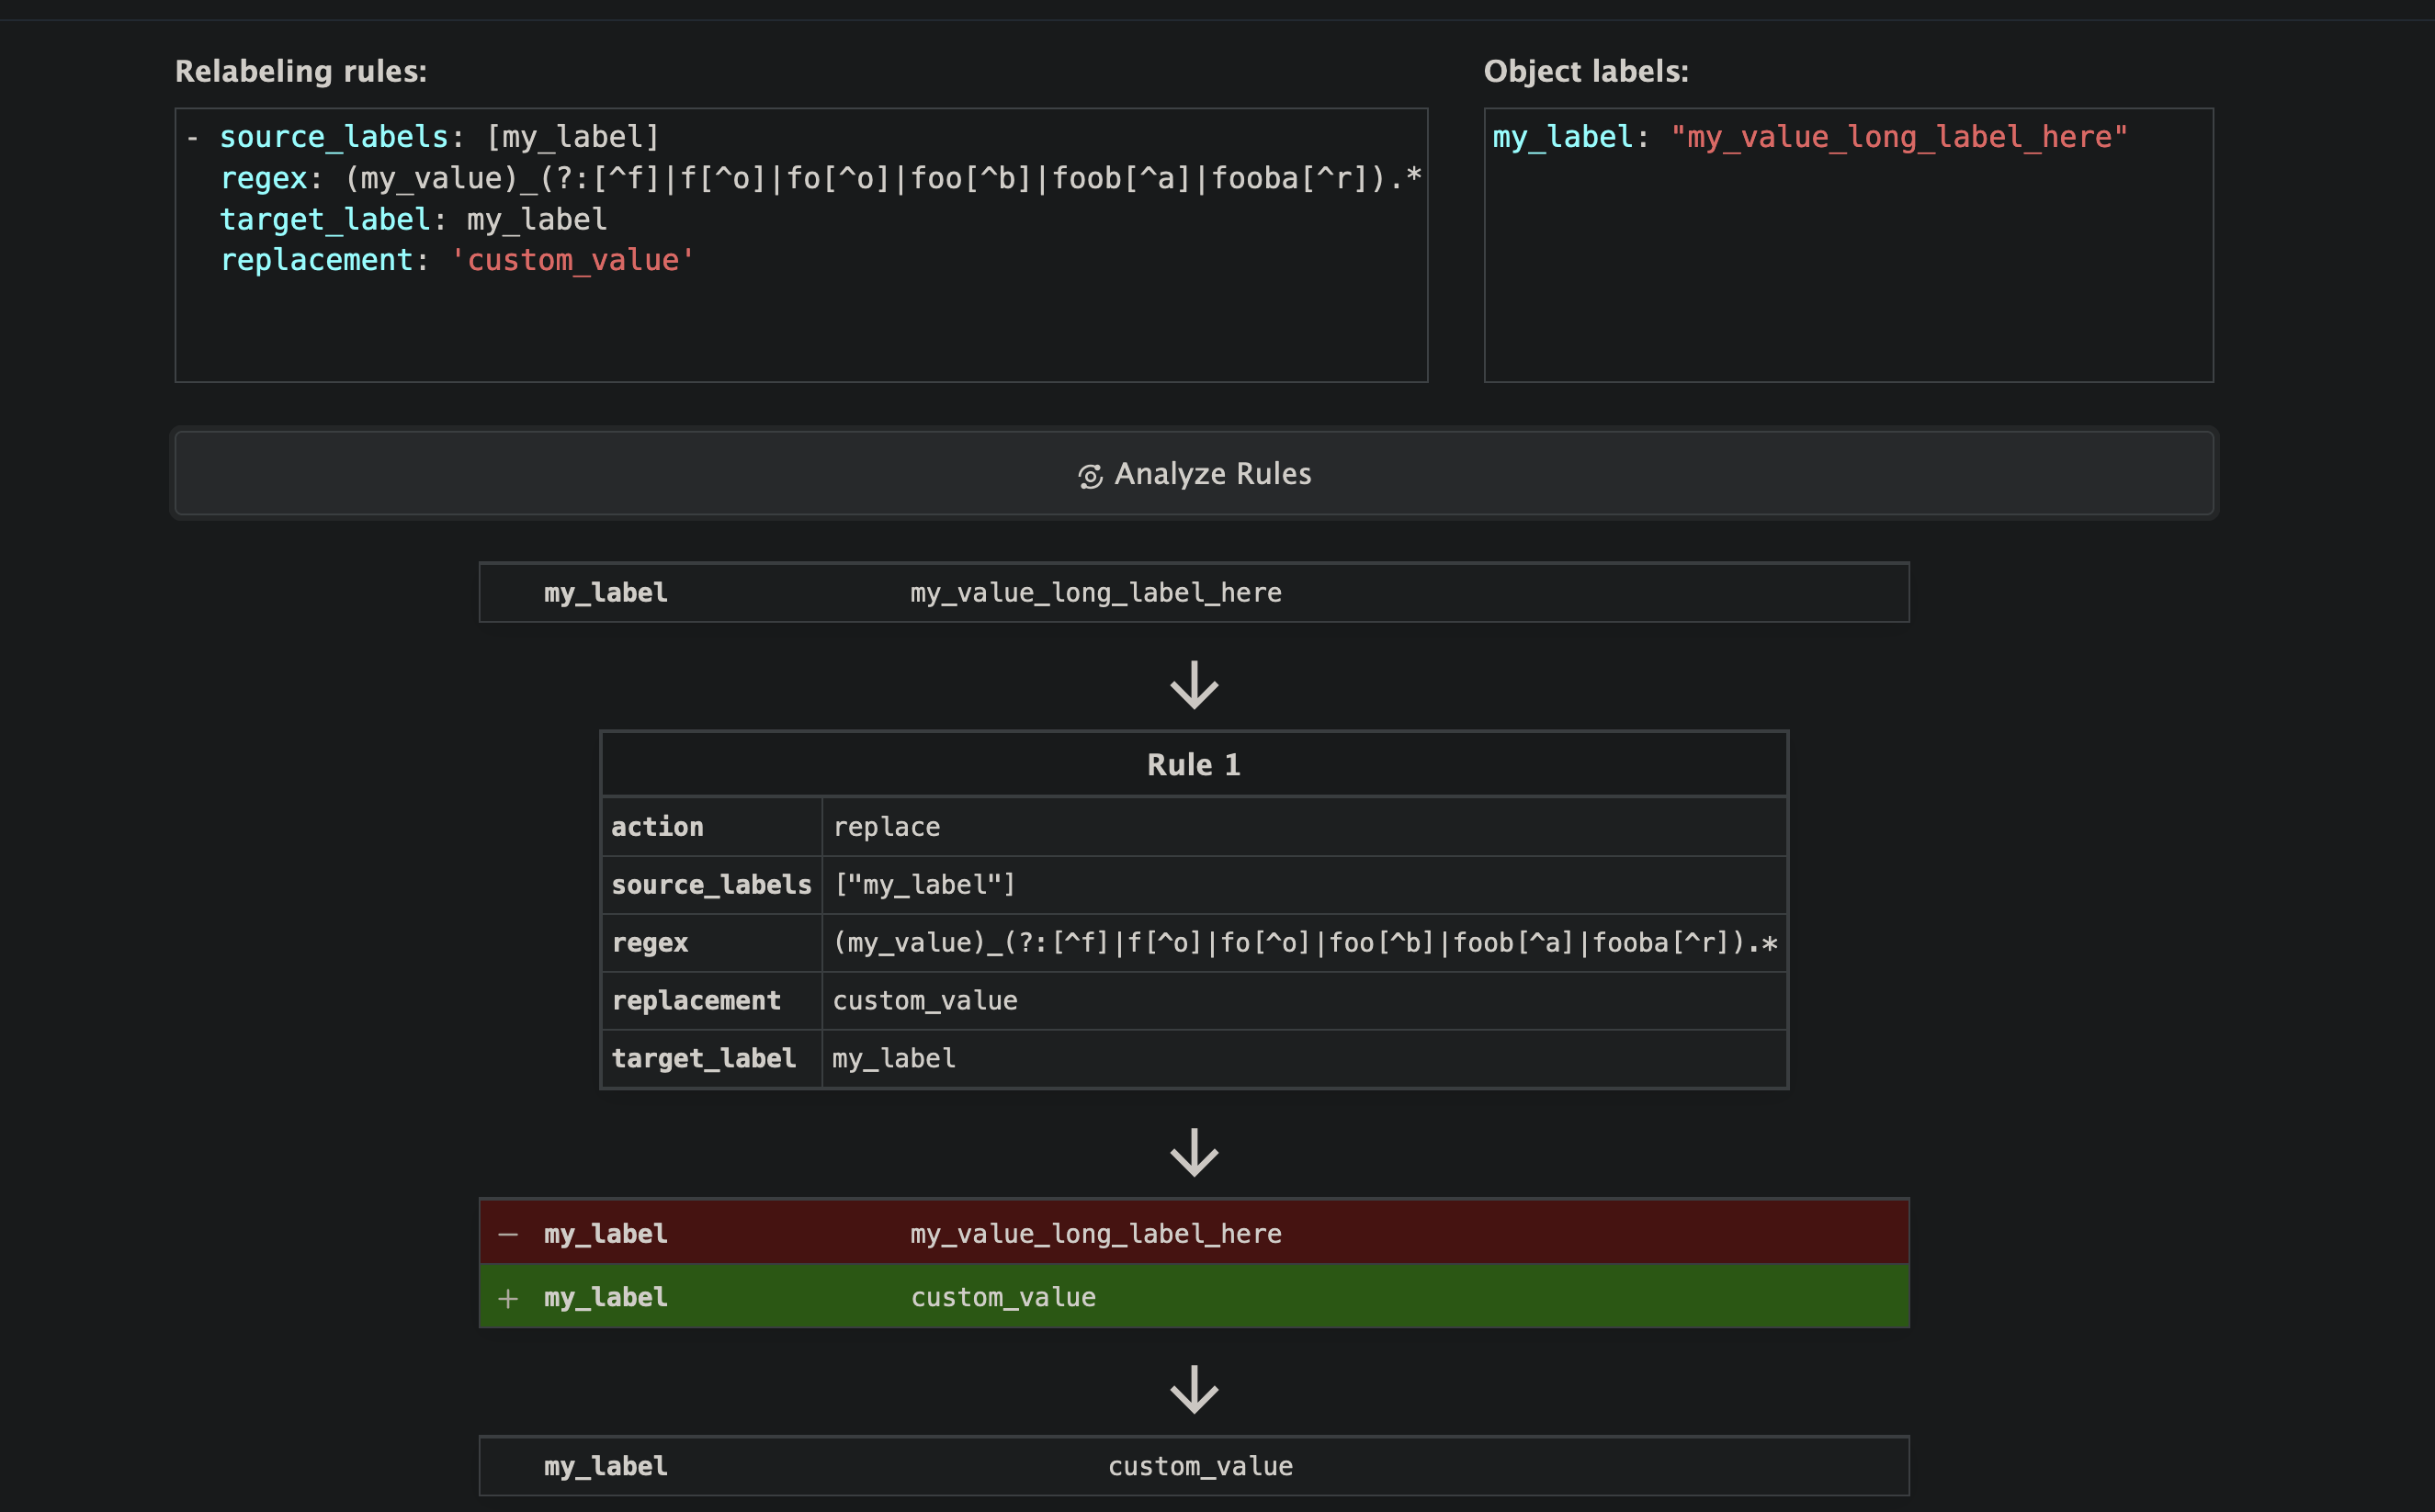 Relabeling rules:
- source_labels: [my_label]
  regex: (my_value)_(?:[^f]|f[^o]|fo[^o]|foo[^b]|foob[^a]|fooba[^r]).*
  target_label: my_label
  replacement: 'custom_value'
Object labels:
my_label: "my_value_long_label_here"
Analyze Rules
my_label my_value_long_label_here
Rule 1
action replace
source_labels ["my_label"]
regex (my_value)_(?:[^f]|f[^o]|fo[^o]|foo[^b]|foob[^a]|fooba[^r]).*
replacement custom_value
target_label my_label
− my_label my_value_long_label_here
+ my_label custom_value
my_label custom_value